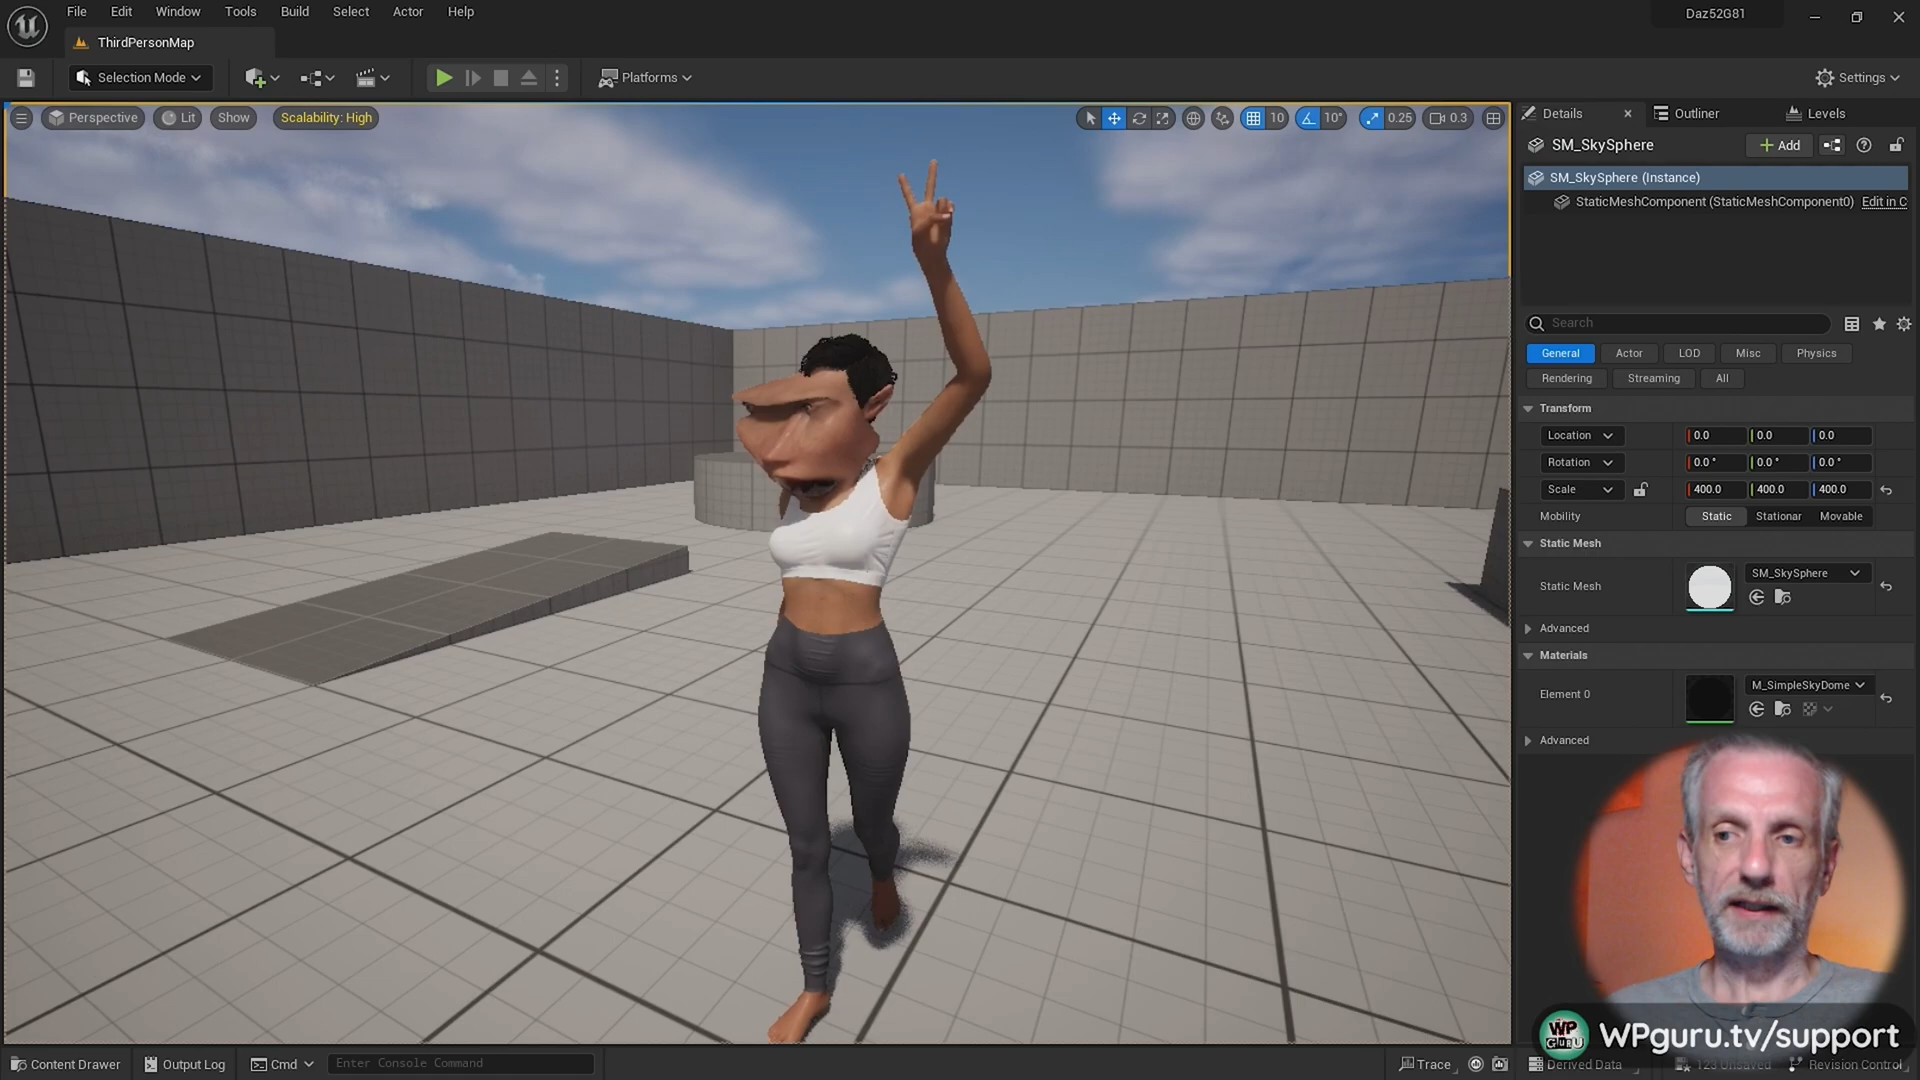 File Edit Window Tools Build Select Actor Help
Daz52G81
ThirdPersonMap
Selection Mode
Platforms
Settings
Perspective Lit Show Scalability: High
10 10° 0.25 0.3
Details Outliner Levels
SM_SkySphere
Add
SM_SkySphere (Instance)
StaticMeshComponent (StaticMeshComponent0) Edit in C
Search
General Actor LOD Misc Physics
Rendering Streaming All
Transform
Location 0.0 0.0 0.0
Rotation 0.0 ° 0.0 ° 0.0 °
Scale 400.0 400.0 400.0
Mobility Static Stationar Movable
Static Mesh
Static Mesh SM_SkySphere
Advanced
Materials
Element 0 M_SimpleSkyDome
Advanced
WP GURU WPguru.tv/support
Content Drawer Output Log Cmd Enter Console Command
Trace Derived Data 123 Unsaved Revision Control